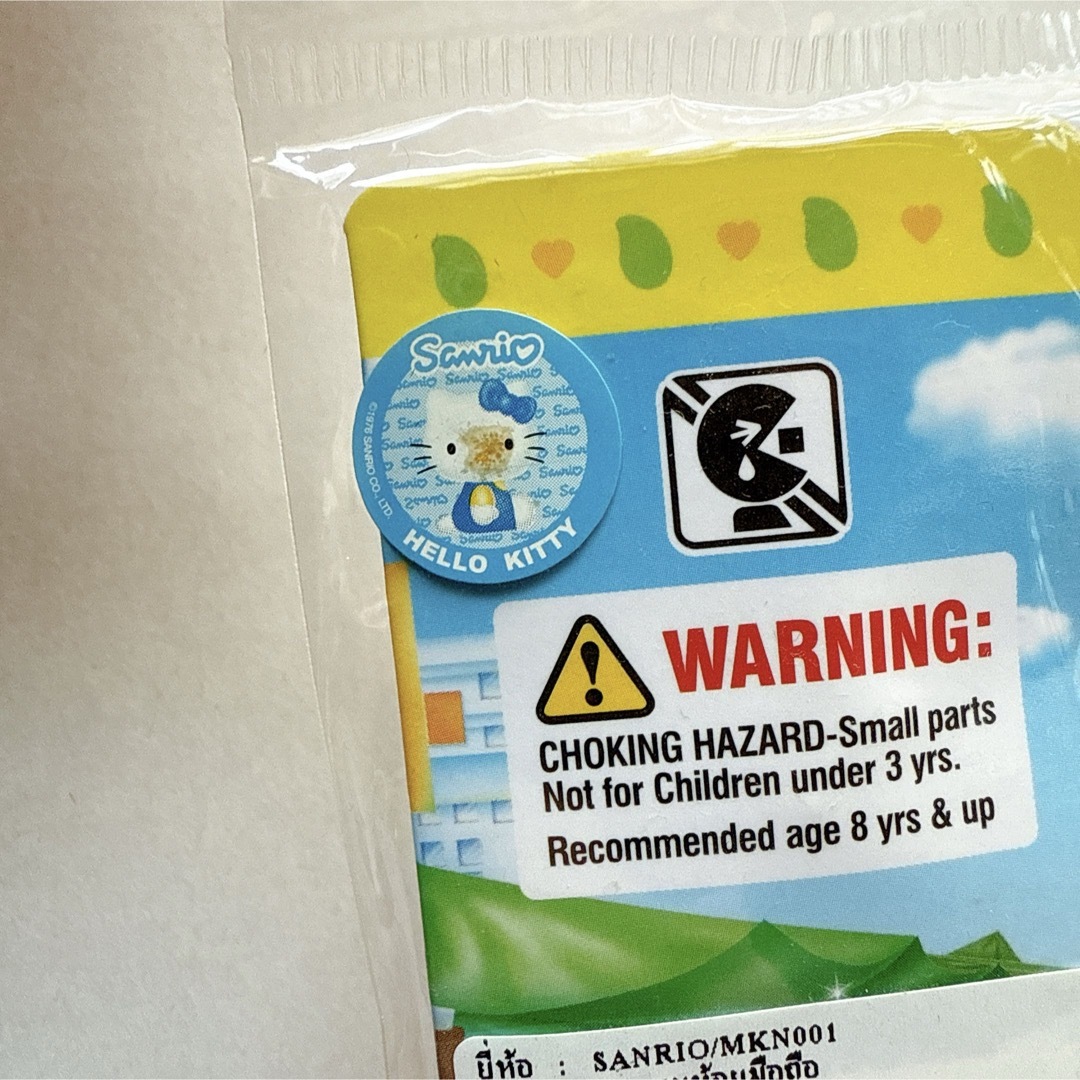 Sanrio
©1976 SANRIO CO., LTD.
HELLO KITTY
WARNING:
CHOKING HAZARD-Small parts
Not for Children under 3 yrs.
Recommended age 8 yrs & up
ยี่ห้อ : SANRIO/MKN001